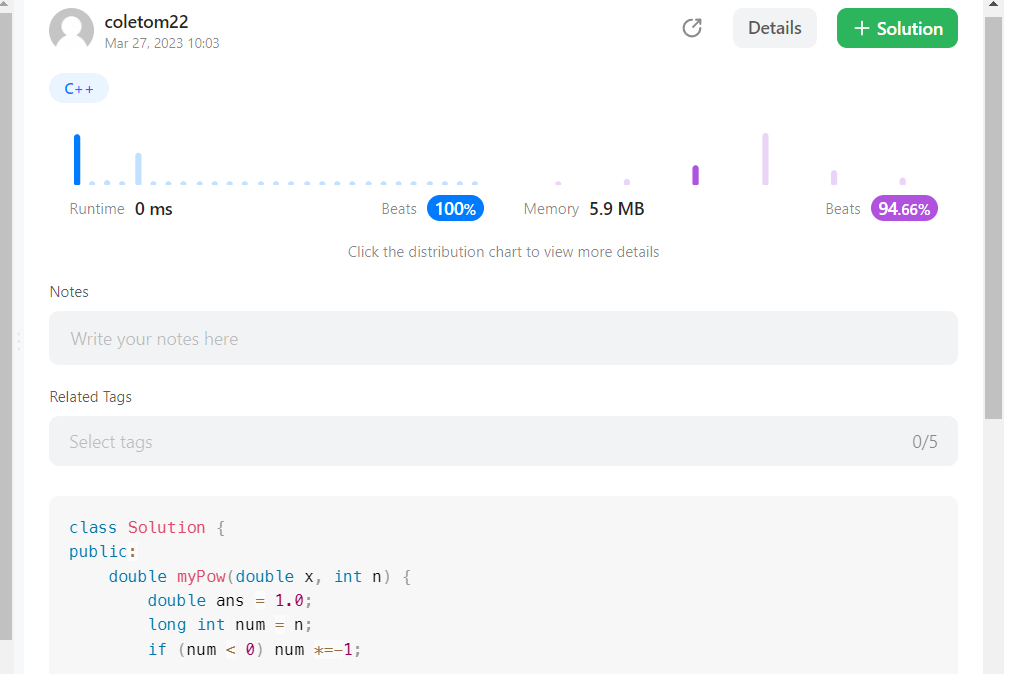 coletom22
Mar 27, 2023 10:03
Details
+ Solution
C++
Runtime 0 ms Beats 100% Memory 5.9 MB Beats 94.66%
Click the distribution chart to view more details
Notes
Write your notes here
Related Tags
Select tags 0/5
class Solution {
public:
    double myPow(double x, int n) {
        double ans = 1.0;
        long int num = n;
        if (num < 0) num *=-1;